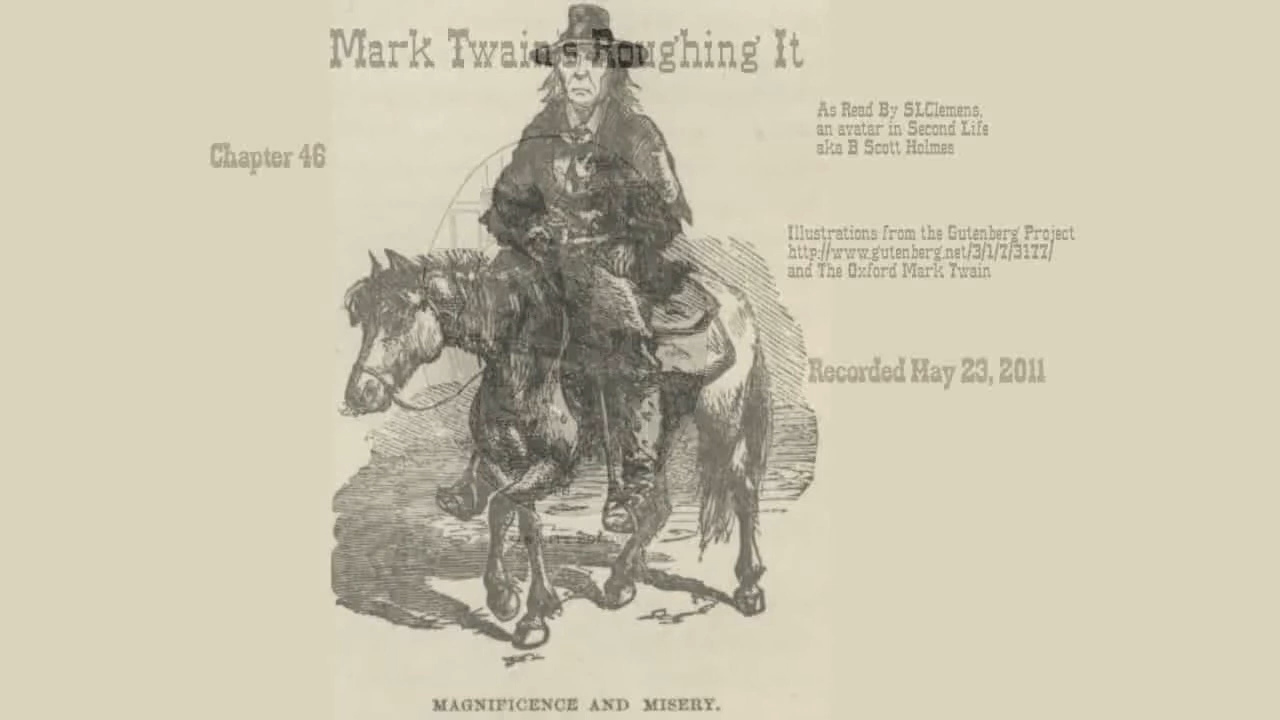 Mark Twain's Roughing It
As Read By SLClemens,
an avatar in Second Life
aka B Scott Holmes
Chapter 46
Illustrations from the Gutenberg Project
http://www.gutenberg.net/3/1/7/3177/
and The Oxford Mark Twain
Recorded May 23, 2011
MAGNIFICENCE AND MISERY.